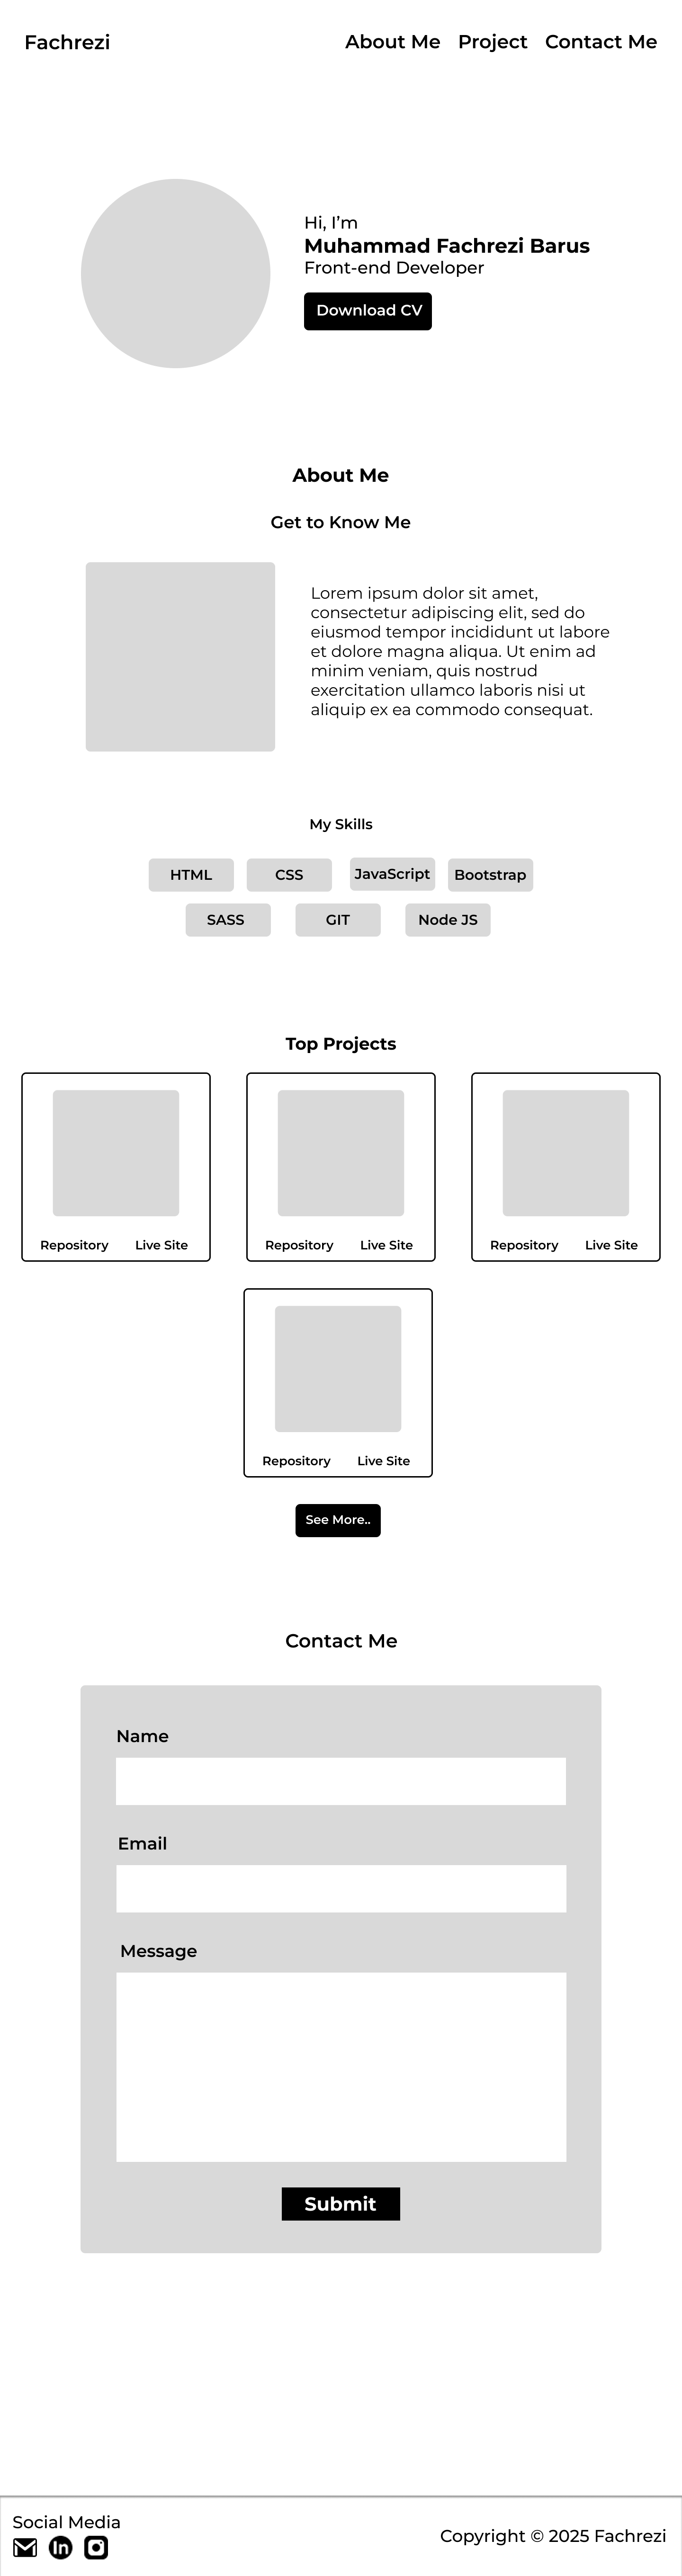 Fachrezi
About Me Project Contact Me
Hi, I’m
Muhammad Fachrezi Barus
Front-end Developer
Download CV
About Me
Get to Know Me
Lorem ipsum dolor sit amet,
consectetur adipiscing elit, sed do
eiusmod tempor incididunt ut labore
et dolore magna aliqua. Ut enim ad
minim veniam, quis nostrud
exercitation ullamco laboris nisi ut
aliquip ex ea commodo consequat.
My Skills
HTML CSS JavaScript Bootstrap
SASS GIT Node JS
Top Projects
Repository Live Site Repository Live Site Repository Live Site
Repository Live Site
See More..
Contact Me
Name
Email
Message
Submit
Social Media
in
Copyright © 2025 Fachrezi